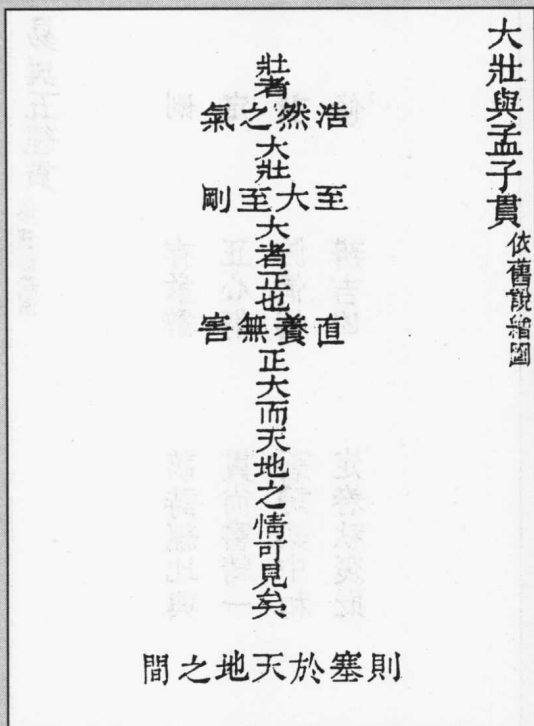 大壯與孟子貫
依舊說繪圖
壯者
浩然之氣
大壯
至大至剛
大者正也
直養無害
正大而天地之情可見矣
則塞於天地之間